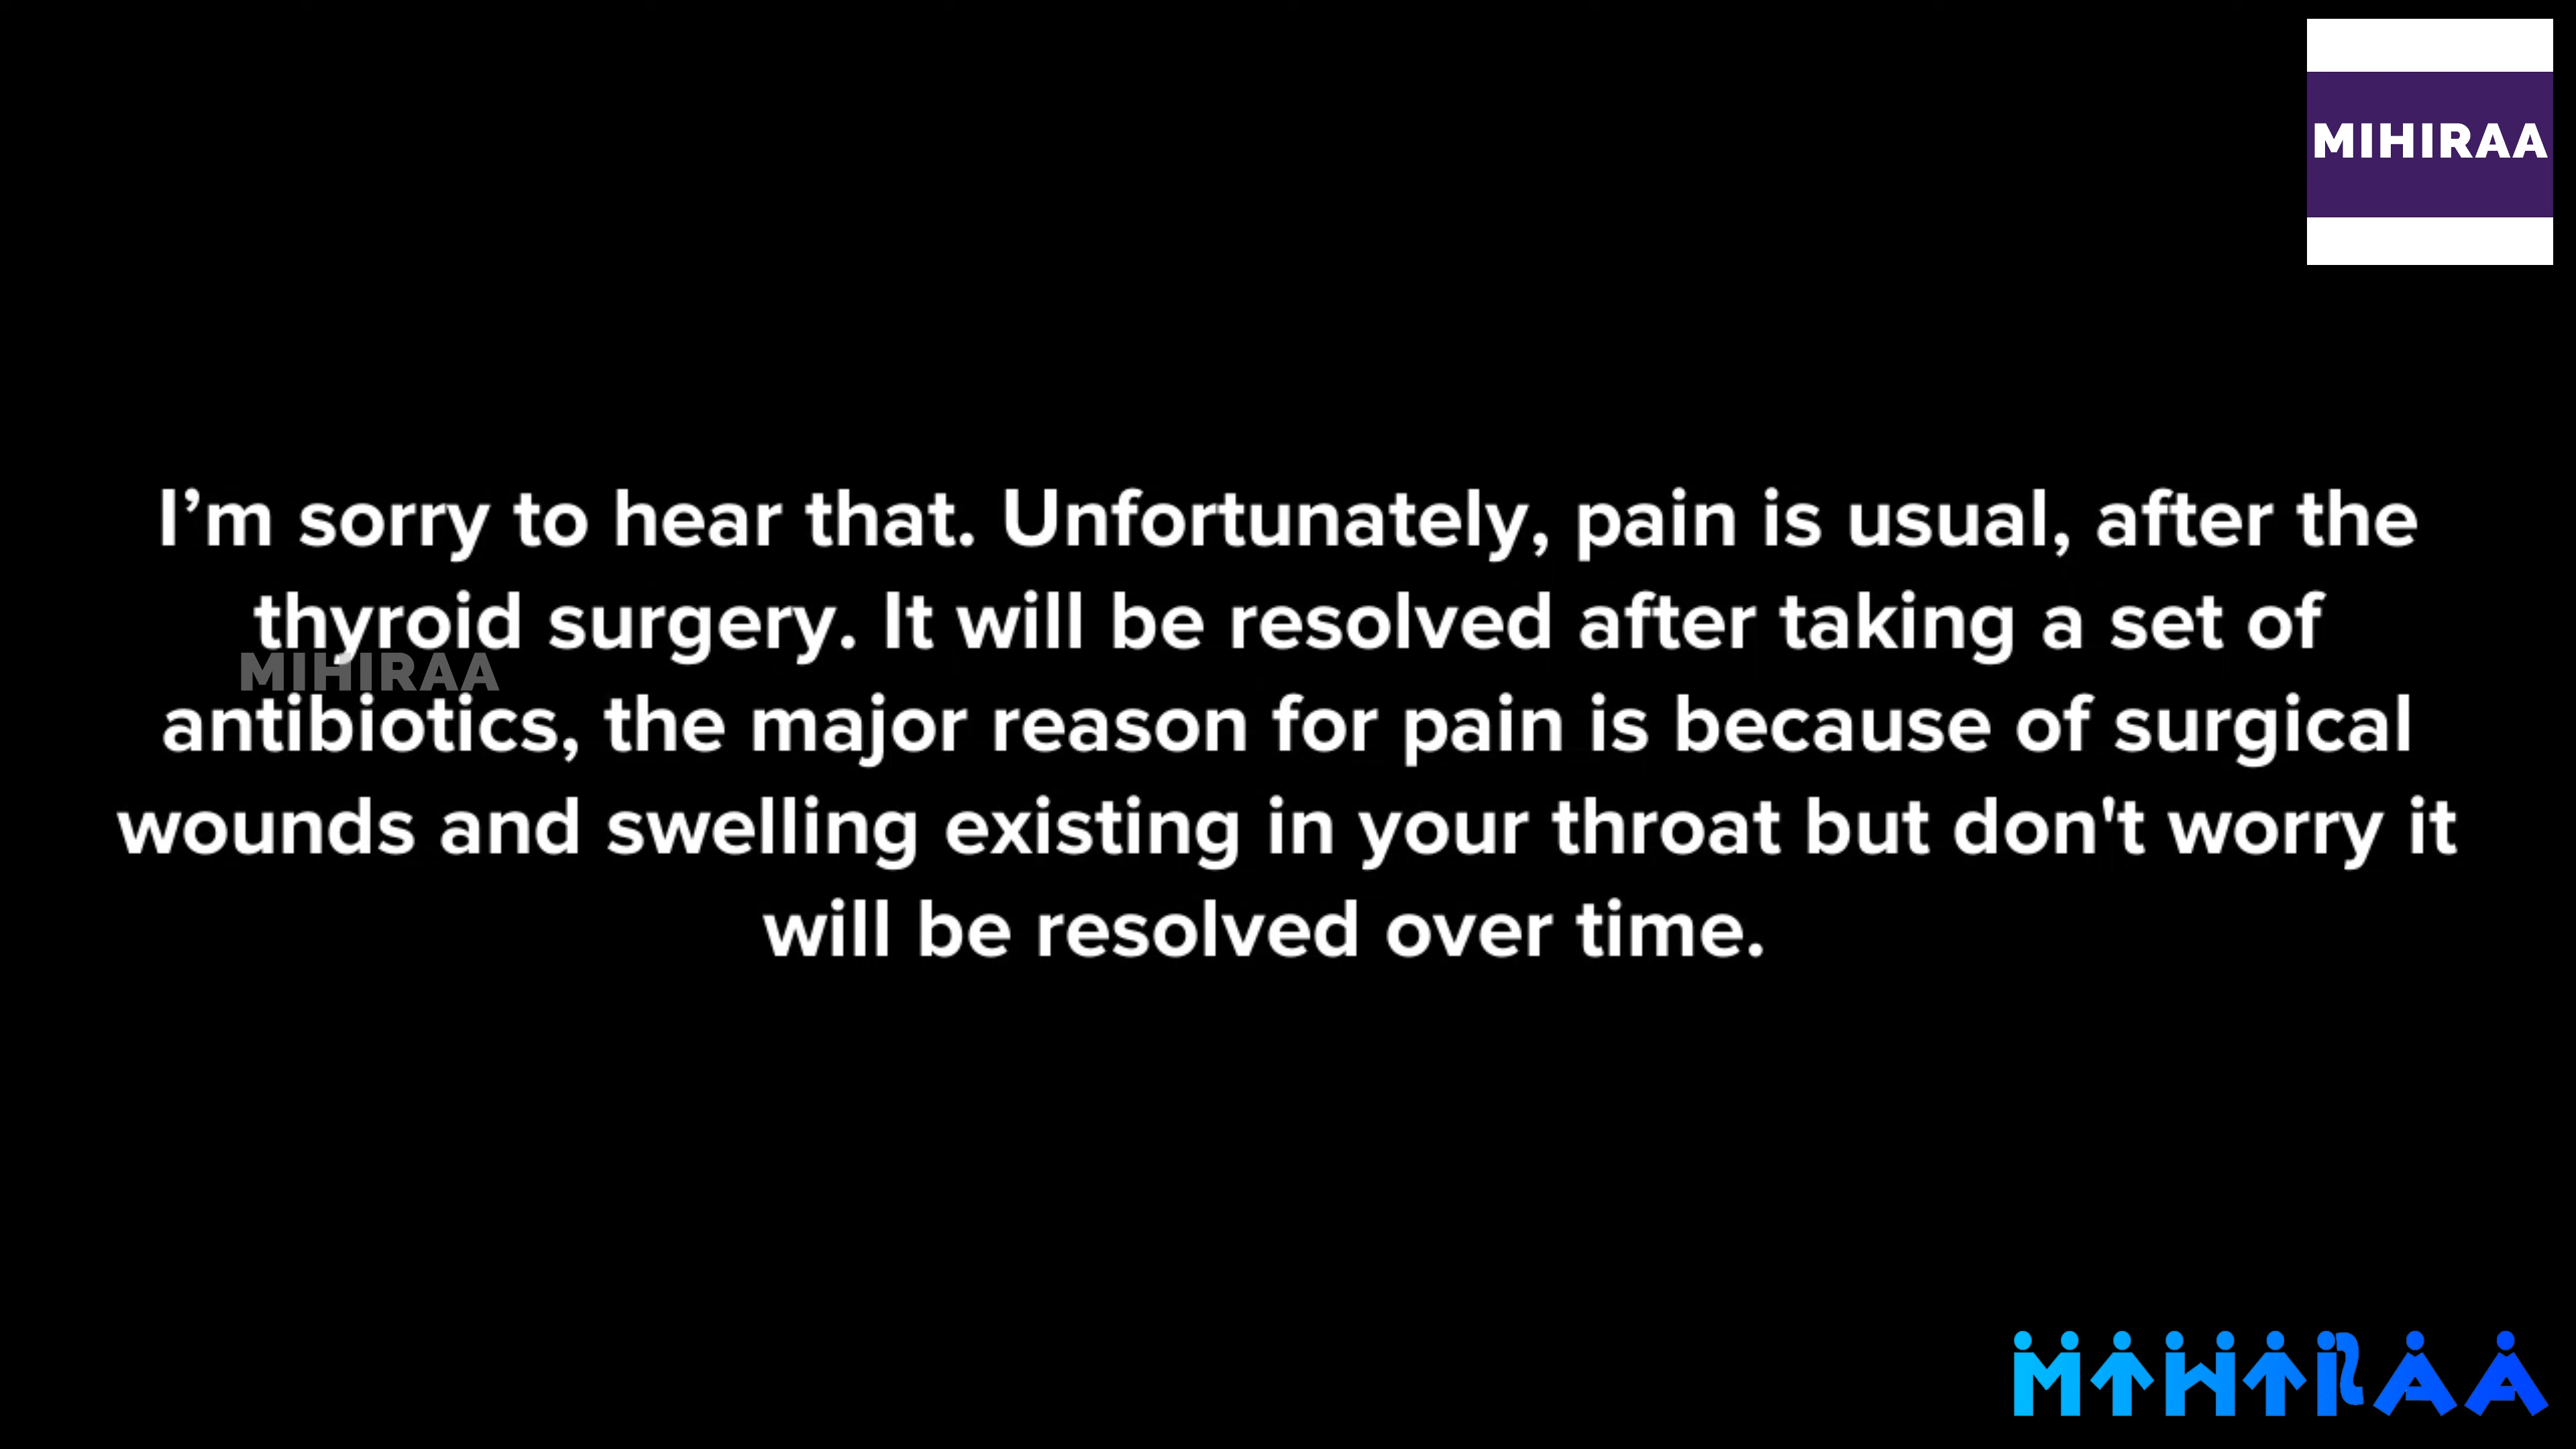 MIHIRAA
I’m sorry to hear that. Unfortunately, pain is usual, after the
thyroid surgery. It will be resolved after taking a set of
MIHIRAA
antibiotics, the major reason for pain is because of surgical
wounds and swelling existing in your throat but don't worry it
will be resolved over time.
MIHIRAA